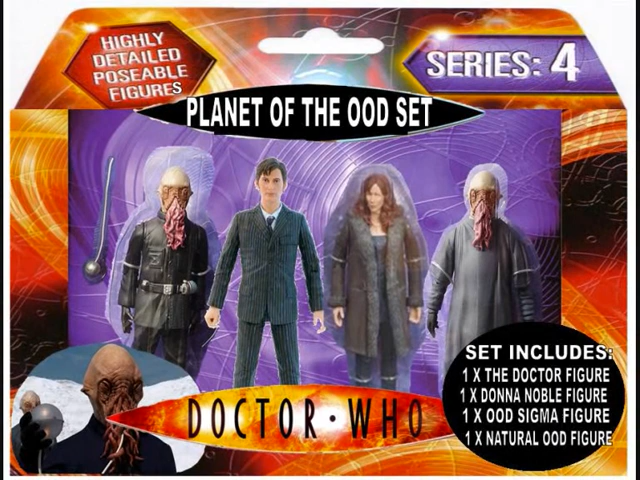 HIGHLY
DETAILED
POSEABLE
FIGURES
SERIES: 4
PLANET OF THE OOD SET
SET INCLUDES:
1 X THE DOCTOR FIGURE
1 X DONNA NOBLE FIGURE
1 X OOD SIGMA FIGURE
1 X NATURAL OOD FIGURE
DOCTOR · WHO